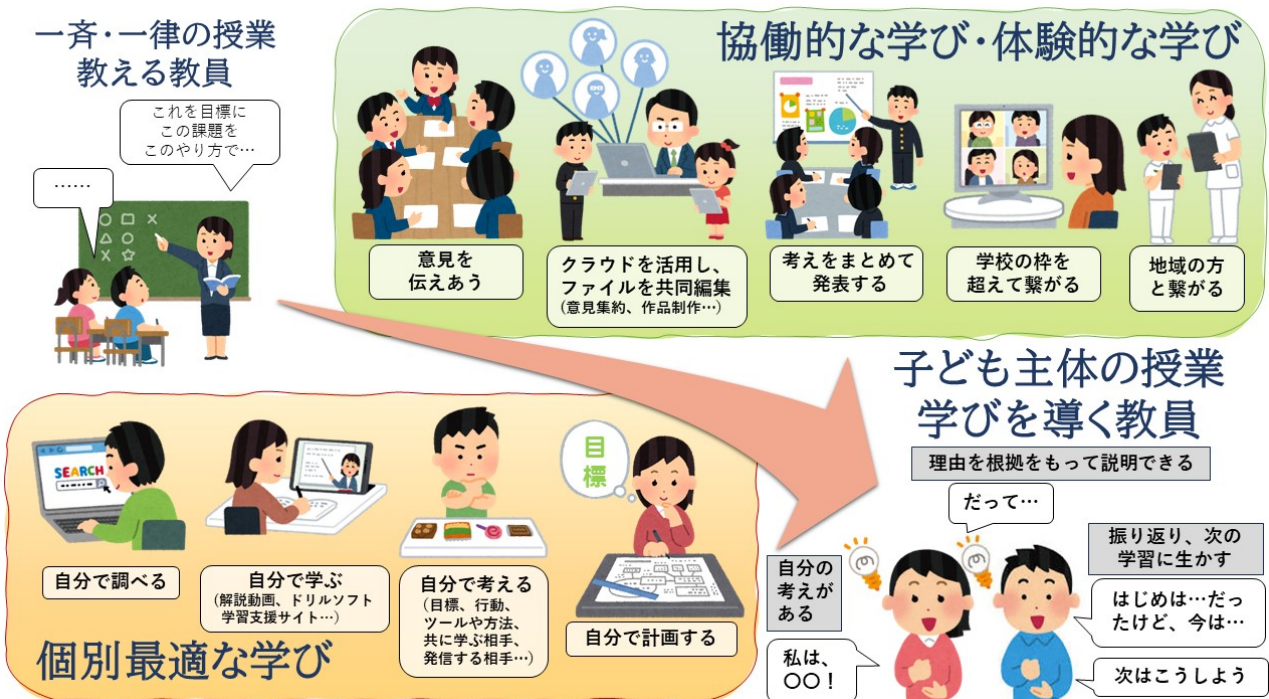 一斉・一律の授業
教える教員
これを目標に
この課題を
このやり方で…
……
協働的な学び・体験的な学び
意見を
伝えあう
クラウドを活用し、
ファイルを共同編集
(意見集約、作品制作…)
考えをまとめて
発表する
学校の枠を
超えて繋がる
地域の方
と繋がる
子ども主体の授業
学びを導く教員
理由を根拠をもって説明できる
だって…
自分の
考えが
ある
振り返り、次の
学習に生かす
はじめは…だっ
たけど、今は…
私は、
〇〇！
次はこうしよう
SEARCH
目
標
自分で調べる
自分で学ぶ
(解説動画、ドリルソフト
学習支援サイト…)
自分で考える
(目標、行動、
ツールや方法、
共に学ぶ相手、
発信する相手…)
自分で計画する
個別最適な学び